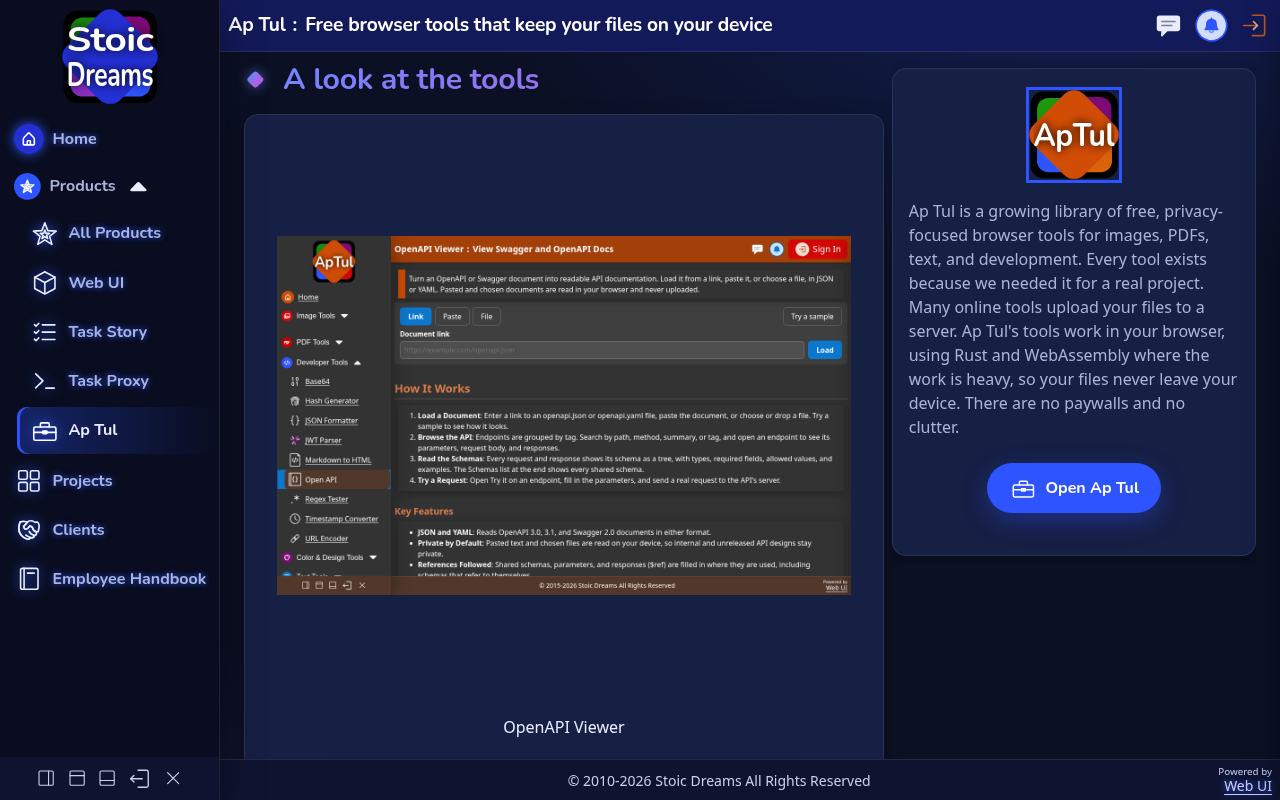 Stoic
Dreams
Home
Products
All Products
Web UI
Task Story
Task Proxy
Ap Tul
Projects
Clients
Employee Handbook
Ap Tul : Free browser tools that keep your files on your device
A look at the tools
ApTul
Home
Image Tools
PDF Tools
Developer Tools
Base64
Hash Generator
JSON Formatter
JWT Parser
Markdown to HTML
Open API
Regex Tester
Timestamp Converter
URL Encoder
Color & Design Tools
OpenAPI Viewer : View Swagger and OpenAPI Docs
Sign In
Turn an OpenAPI or Swagger document into readable API documentation. Load it from a link, paste it, or choose a file, in JSON
or YAML. Pasted and chosen documents are read in your browser and never uploaded.
Link
Paste
File
Try a sample
Document link
https://example.com/openapi.json
Load
How It Works
1. Load a Document: Enter a link to an openapi.json or openapi.yaml file, paste the document, or choose or drop a file. Try a
sample to see how it looks.
2. Browse the API: Endpoints are grouped by tag. Search by path, method, summary, or tag, and open an endpoint to see its
parameters, request body, and responses.
3. Read the Schemas: Every request and response shows its schema as a tree, with types, required fields, allowed values, and
examples. The Schemas list at the end shows every shared schema.
4. Try a Request: Open Try it on an endpoint, fill in the parameters, and send a real request to the API's server.
Key Features
JSON and YAML: Reads OpenAPI 3.0, 3.1, and Swagger 2.0 documents in either format.
Private by Default: Pasted text and chosen files are read on your device, so internal and unreleased API designs stay
private.
References Followed: Shared schemas, parameters, and responses ($ref) are filled in where they are used, including
schemas that refer to themselves.
© 2015-2026 Stoic Dreams All Rights Reserved
Powered by
Web UI
OpenAPI Viewer
ApTul
Ap Tul is a growing library of free, privacy-
focused browser tools for images, PDFs,
text, and development. Every tool exists
because we needed it for a real project.
Many online tools upload your files to a
server. Ap Tul's tools work in your browser,
using Rust and WebAssembly where the
work is heavy, so your files never leave your
device. There are no paywalls and no
clutter.
Open Ap Tul
© 2010-2026 Stoic Dreams All Rights Reserved
Powered by
Web UI